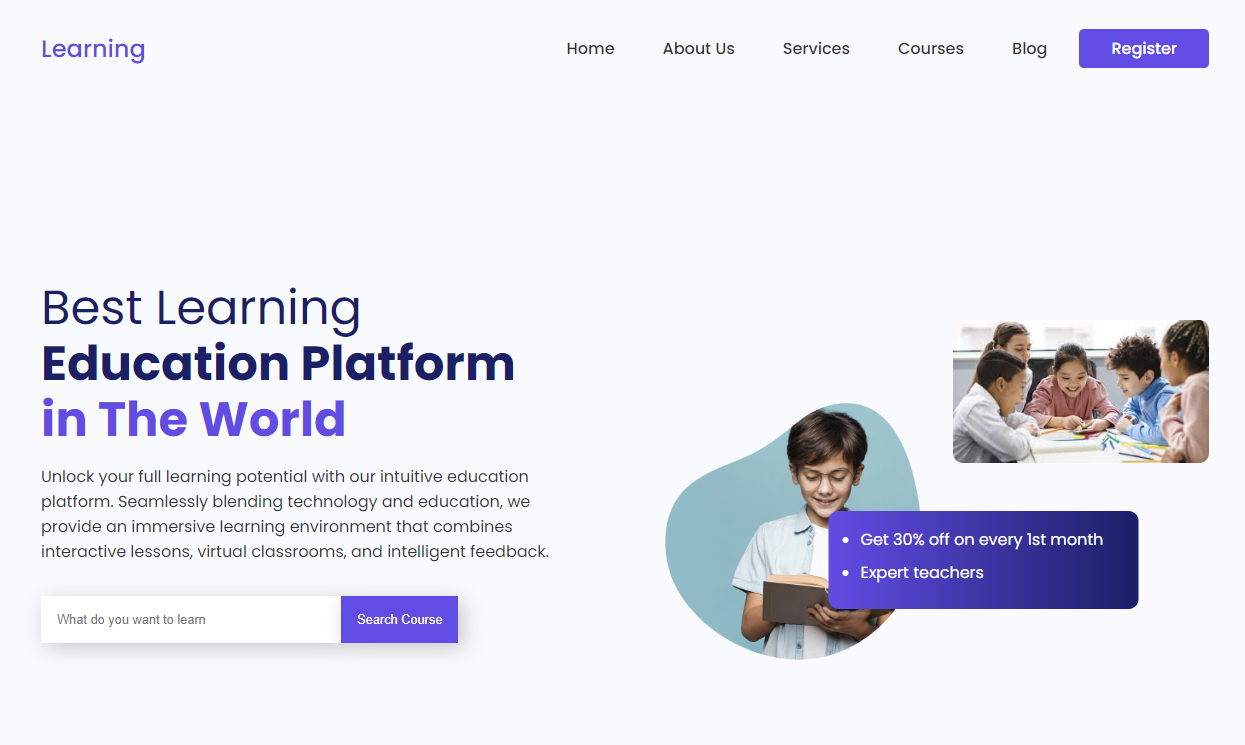 Learning
Home
About Us
Services
Courses
Blog
Register
Best Learning
Education Platform
in The World
Unlock your full learning potential with our intuitive education
platform. Seamlessly blending technology and education, we
provide an immersive learning environment that combines
interactive lessons, virtual classrooms, and intelligent feedback.
What do you want to learn
Search Course
Get 30% off on every 1st month
Expert teachers